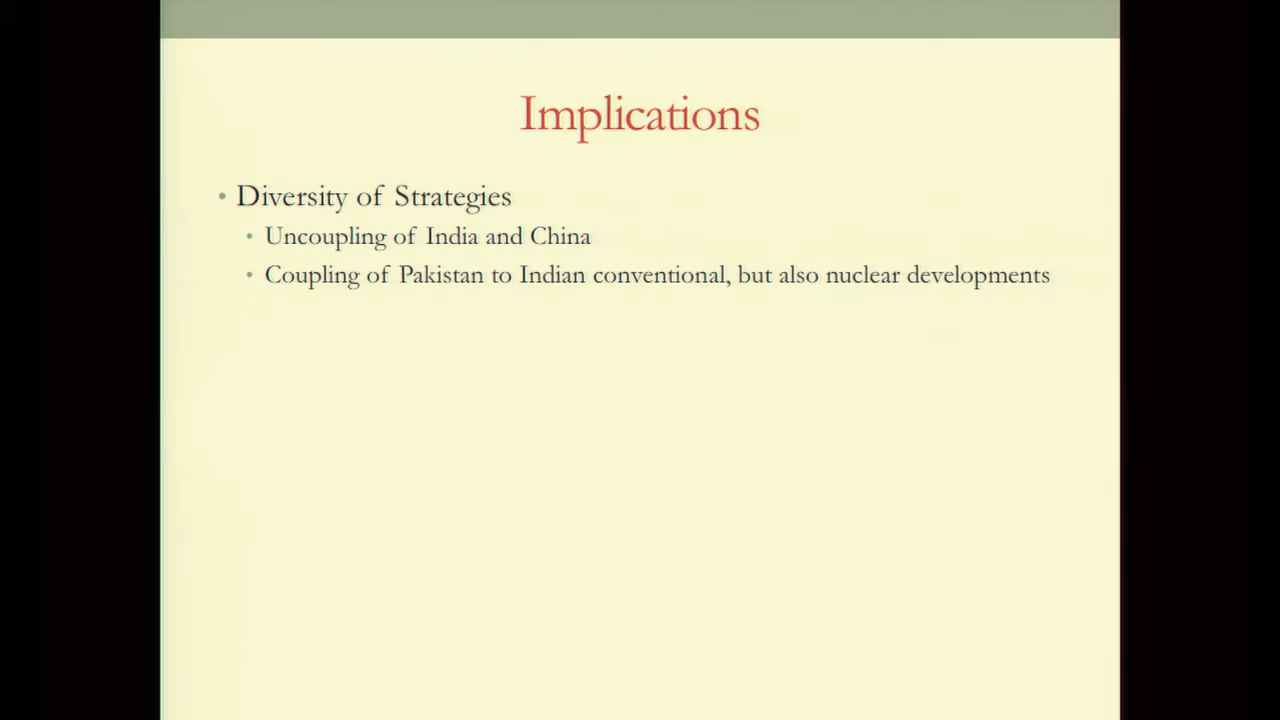 Implications
• Diversity of Strategies
• Uncoupling of India and China
• Coupling of Pakistan to Indian conventional, but also nuclear developments